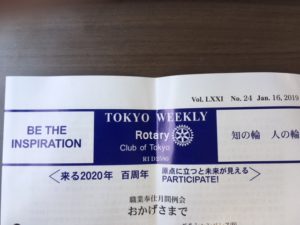 Vol. LXXI No. 24 Jan. 16, 2019
BE THE
INSPIRATION
TOKYO WEEKLY
Rotary
Club of Tokyo
RI D2580
知の輪 人の輪
<来る2020年 百周年 原点に立つと未来が見える PARTICIPATE!>
職業奉仕月間例会
おかげさまで